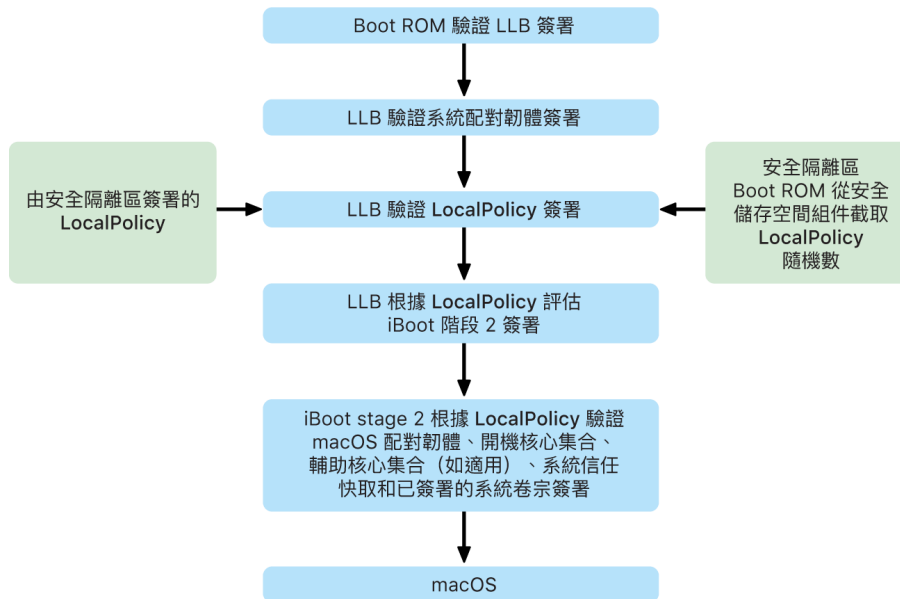 Boot ROM 驗證 LLB 簽署
LLB 驗證系統配對韌體簽署
由安全隔離區簽署的
LocalPolicy
LLB 驗證 LocalPolicy 簽署
安全隔離區
Boot ROM 從安全
儲存空間組件截取
LocalPolicy
隨機數
LLB 根據 LocalPolicy 評估
iBoot 階段 2 簽署
iBoot stage 2 根據 LocalPolicy 驗證
macOS 配對韌體、開機核心集合、
輔助核心集合（如適用）、系統信任
快取和已簽署的系統卷宗簽署
macOS